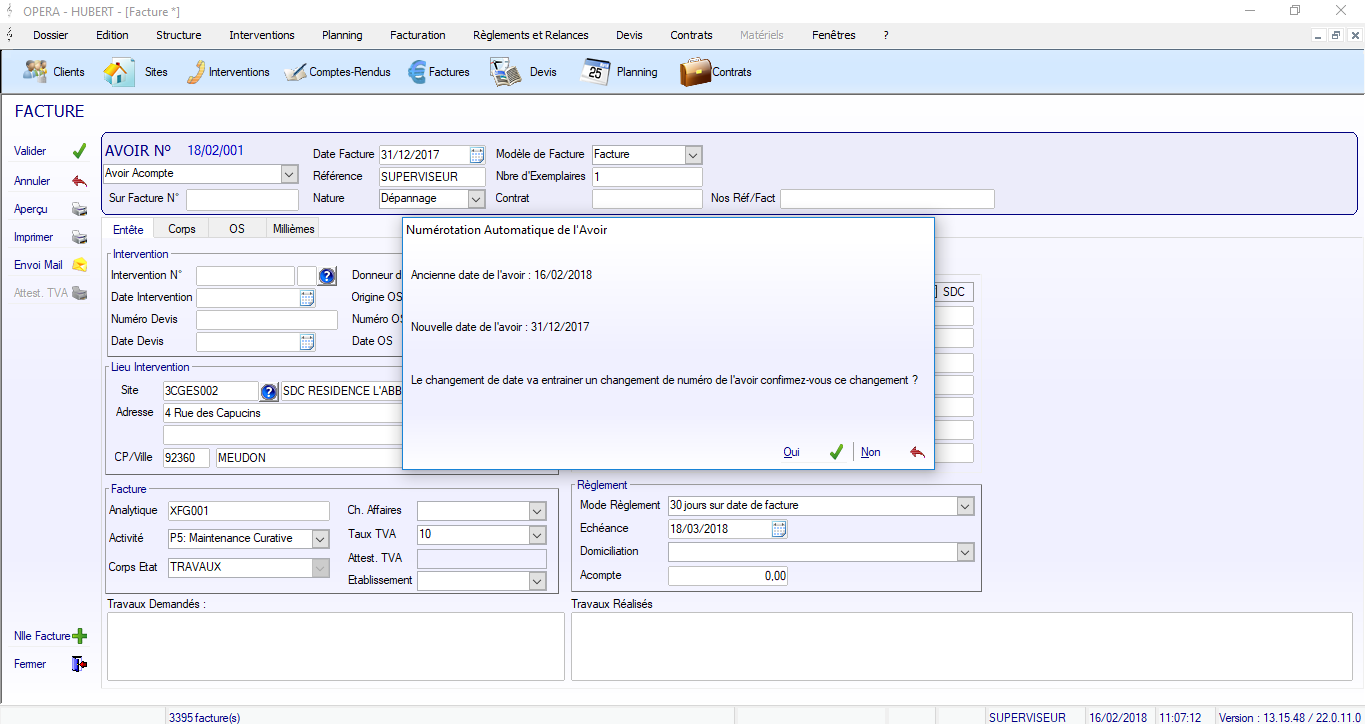 OPERA - HUBERT - [Facture *]
Dossier Edition Structure Interventions Planning Facturation Règlements et Relances Devis Contrats Matériels Fenêtres ?
Clients Sites Interventions Comptes-Rendus Factures Devis 25 Planning Contrats
FACTURE
Valider
Annuler
Aperçu
Imprimer
Envoi Mail
Attest. TVA
AVOIR N° 18/02/001
Avoir Acompte
Sur Facture N°
Date Facture 31/12/2017 Modèle de Facture Facture
Référence SUPERVISEUR Nbre d'Exemplaires 1
Nature Dépannage Contrat Nos Réf/Fact
Entête Corps OS Millièmes
Intervention
Intervention N° ? Donneur d
Date Intervention Origine OS
Numéro Devis Numéro O
Date Devis Date OS
SDC
Numérotation Automatique de l'Avoir
Ancienne date de l'avoir : 16/02/2018
Nouvelle date de l'avoir : 31/12/2017
Le changement de date va entrainer un changement de numéro de l'avoir confirmez-vous ce changement ?
Oui Non
Lieu Intervention
Site 3CGES002 ? SDC RESIDENCE L'ABB
Adresse 4 Rue des Capucins
CP/Ville 92360 MEUDON
Facture
Analytique XFG001 Ch. Affaires
Activité P5: Maintenance Curative Taux TVA 10
Attest. TVA
Corps Etat TRAVAUX Etablissement
Règlement
Mode Règlement 30 jours sur date de facture
Echéance 18/03/2018
Domiciliation
Acompte 0,00
Travaux Demandés : Travaux Réalisés
Nlle Facture
Fermer
3395 facture(s) SUPERVISEUR 16/02/2018 11:07:12 Version : 13.15.48 / 22.0.11.0